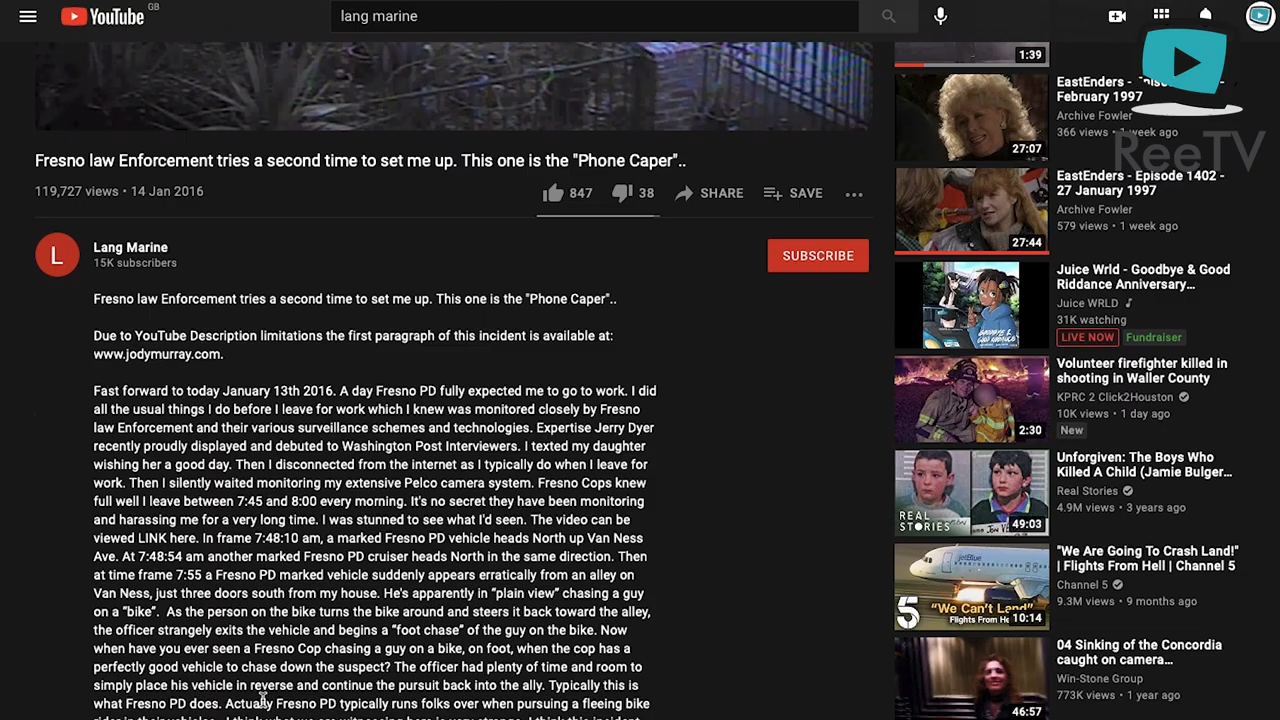 YouTube GB
lang marine
Fresno law Enforcement tries a second time to set me up. This one is the "Phone Caper"..
119,727 views • 14 Jan 2016
847
38
SHARE
SAVE
L
Lang Marine
15K subscribers
SUBSCRIBE
Fresno law Enforcement tries a second time to set me up. This one is the "Phone Caper"..
Due to YouTube Description limitations the first paragraph of this incident is available at:
www.jodymurray.com.
Fast forward to today January 13th 2016. A day Fresno PD fully expected me to go to work. I did
all the usual things I do before I leave for work which I knew was monitored closely by Fresno
law Enforcement and their various surveillance schemes and technologies. Expertise Jerry Dyer
recently proudly displayed and debuted to Washington Post Interviewers. I texted my daughter
wishing her a good day. Then I disconnected from the internet as I typically do when I leave for
work. Then I silently waited monitoring my extensive Pelco camera system. Fresno Cops knew
full well I leave between 7:45 and 8:00 every morning. It's no secret they have been monitoring
and harassing me for a very long time. I was stunned to see what I'd seen. The video can be
viewed LINK here. In frame 7:48:10 am, a marked Fresno PD vehicle heads North up Van Ness
Ave. At 7:48:54 am another marked Fresno PD cruiser heads North in the same direction. Then
at time frame 7:55 a Fresno PD marked vehicle suddenly appears erratically from an alley on
Van Ness, just three doors south from my house. He's apparently in “plain view” chasing a guy
on a “bike”. As the person on the bike turns the bike around and steers it back toward the alley,
the officer strangely exits the vehicle and begins a “foot chase” of the guy on the bike. Now
when have you ever seen a Fresno Cop chasing a guy on a bike, on foot, when the cop has a
perfectly good vehicle to chase down the suspect? The officer had plenty of time and room to
simply place his vehicle in reverse and continue the pursuit back into the ally. Typically this is
what Fresno PD does. Actually Fresno PD typically runs folks over when pursuing a fleeing bike
1:39
EastEnders -
February 1997
Archive Fowler
366 views • 1 week ago
27:07
EastEnders - Episode 1402 -
27 January 1997
Archive Fowler
579 views • 1 week ago
27:44
Juice Wrld - Goodbye & Good
Riddance Anniversary...
Juice WRLD
31K watching
LIVE NOW
Fundraiser
Volunteer firefighter killed in
shooting in Waller County
KPRC 2 Click2Houston
10K views • 1 day ago
New
2:30
Unforgiven: The Boys Who
Killed A Child (Jamie Bulger...
Real Stories
4.9M views • 3 years ago
REAL
STORIES
49:03
"We Are Going To Crash Land!"
| Flights From Hell | Channel 5
Channel 5
9.3M views • 9 months ago
jetBlue
5
“We Can't Land”
10:14
04 Sinking of the Concordia
caught on camera...
Win-Stone Group
773K views • 1 year ago
46:57
ReeTV